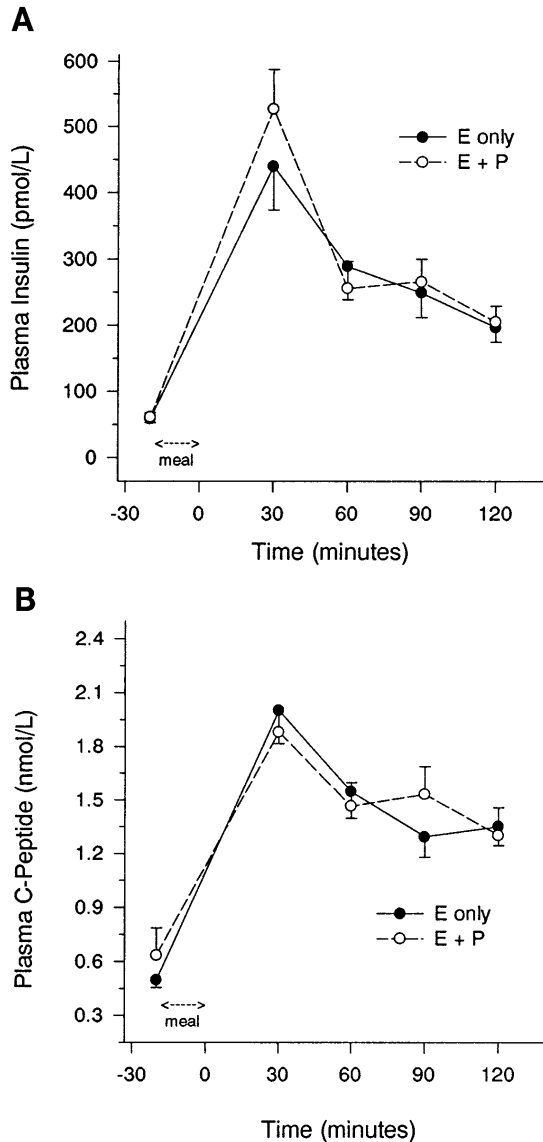 A
600
500
400
300
200
100
0
Plasma Insulin (pmol/L)
E only
E + P
meal
-30 0 30 60 90 120
Time (minutes)
B
2.4
2.1
1.8
1.5
1.2
0.9
0.6
0.3
Plasma C-Peptide (nmol/L)
E only
E + P
meal
-30 0 30 60 90 120
Time (minutes)